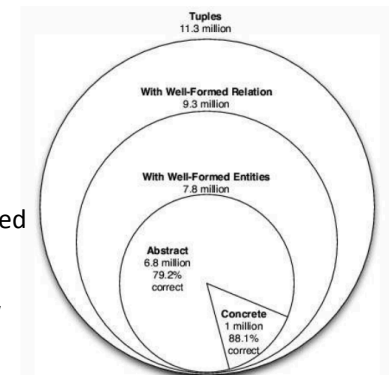 Tuples
11.3 million
With Well-Formed Relation
9.3 million
With Well-Formed Entities
7.8 million
ed
Abstract
6.8 million
79.2%
correct
Concrete
1 million
88.1%
correct